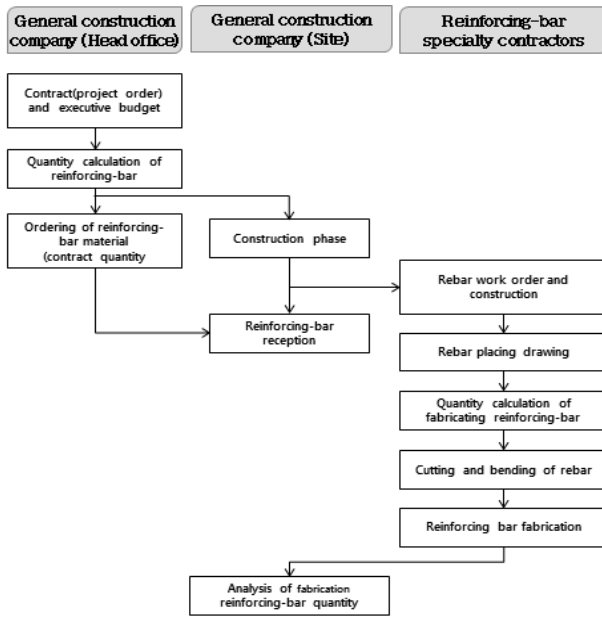 General construction
company (Head office)
General construction
company (Site)
Reinforcing-bar
specialty contractors
Contract(project order)
and executive budget
Quantity calculation of
reinforcing-bar
Ordering of reinforcing-
bar material
(contract quantity
Construction phase
Reinforcing-bar
reception
Rebar work order and
construction
Rebar placing drawing
Quantity calculation of
fabricating reinforcing-bar
Cutting and bending of rebar
Reinforcing bar fabrication
Analysis of fabrication
reinforcing-bar quantity